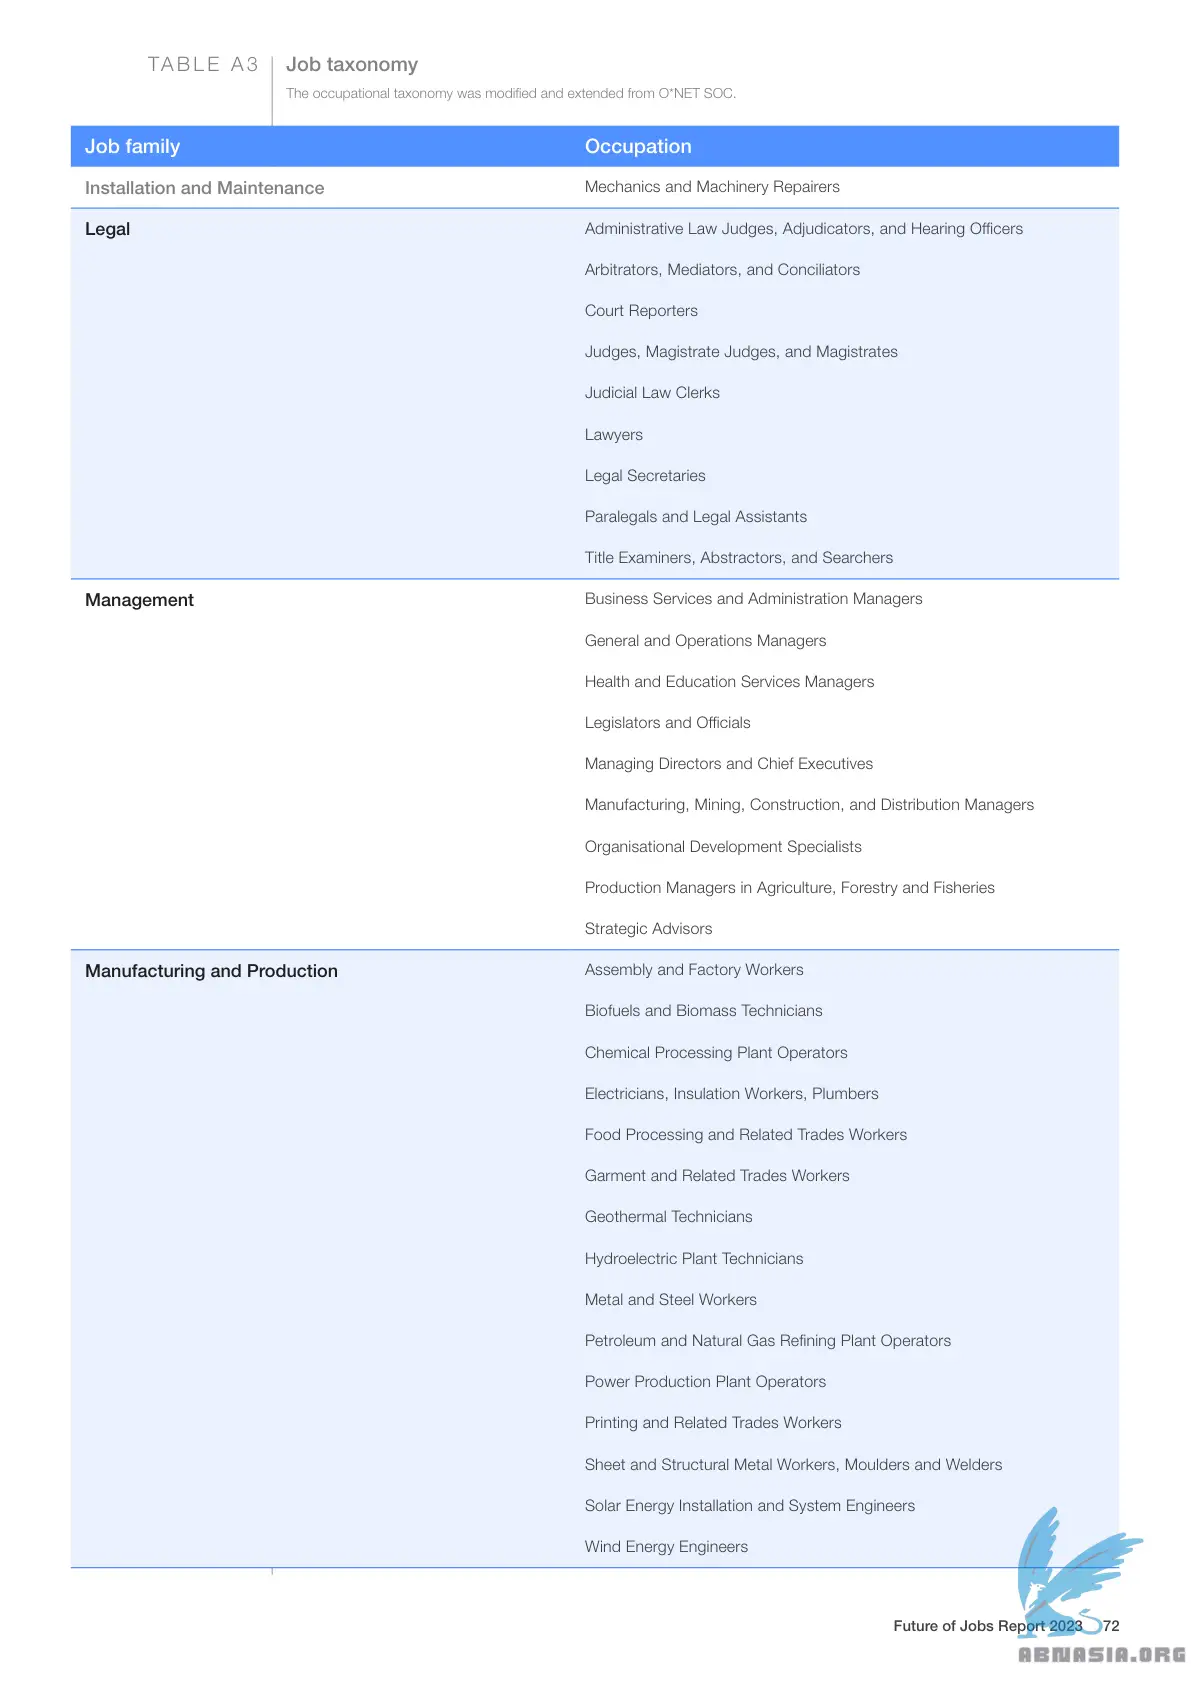 TABLE A3
Job taxonomy
The occupational taxonomy was modified and extended from O*NET SOC.
Job family Occupation
Installation and Maintenance Mechanics and Machinery Repairers
Legal Administrative Law Judges, Adjudicators, and Hearing Officers
Arbitrators, Mediators, and Conciliators
Court Reporters
Judges, Magistrate Judges, and Magistrates
Judicial Law Clerks
Lawyers
Legal Secretaries
Paralegals and Legal Assistants
Title Examiners, Abstractors, and Searchers
Management Business Services and Administration Managers
General and Operations Managers
Health and Education Services Managers
Legislators and Officials
Managing Directors and Chief Executives
Manufacturing, Mining, Construction, and Distribution Managers
Organisational Development Specialists
Production Managers in Agriculture, Forestry and Fisheries
Strategic Advisors
Manufacturing and Production Assembly and Factory Workers
Biofuels and Biomass Technicians
Chemical Processing Plant Operators
Electricians, Insulation Workers, Plumbers
Food Processing and Related Trades Workers
Garment and Related Trades Workers
Geothermal Technicians
Hydroelectric Plant Technicians
Metal and Steel Workers
Petroleum and Natural Gas Refining Plant Operators
Power Production Plant Operators
Printing and Related Trades Workers
Sheet and Structural Metal Workers, Moulders and Welders
Solar Energy Installation and System Engineers
Wind Energy Engineers
Future of Jobs Report 2023 72
ABNASIA.ORG